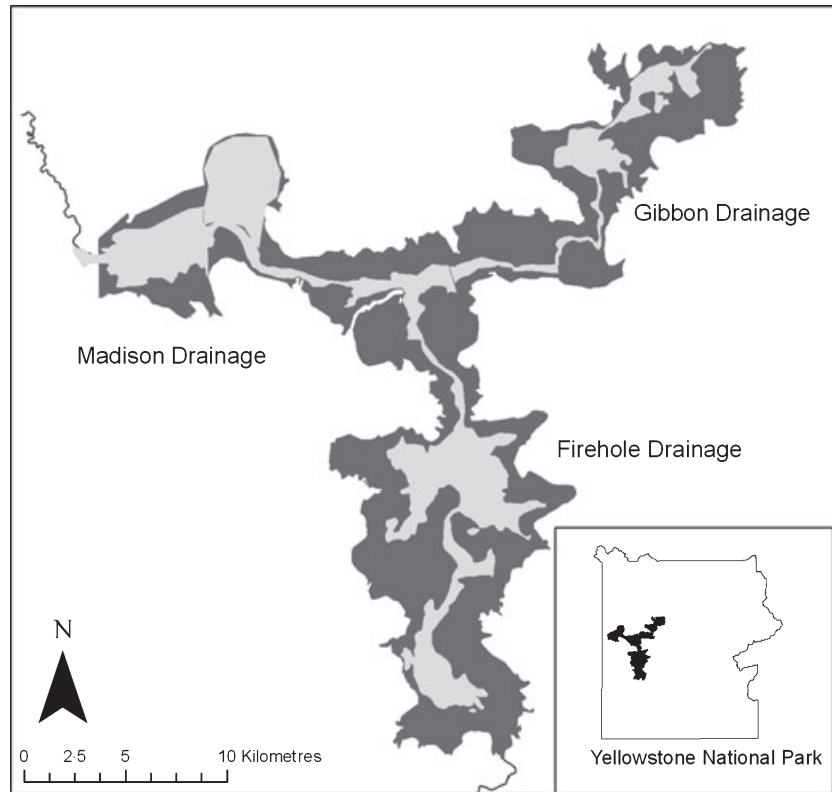 Gibbon Drainage
Madison Drainage
Firehole Drainage
N
0 2·5 5 10 Kilometres
Yellowstone National Park